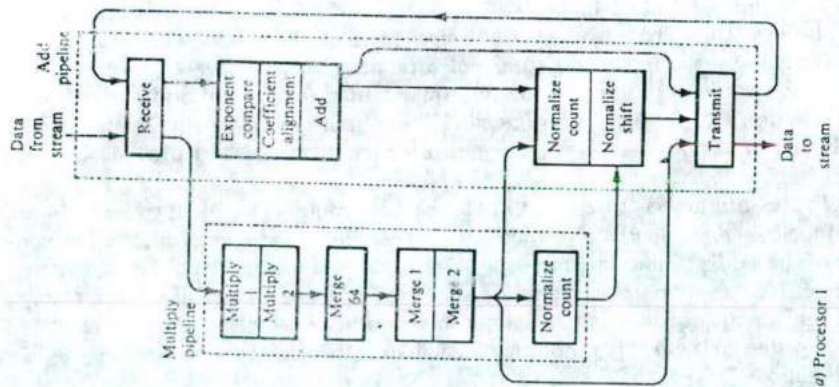 Data
from
stream
Add
pipeline
Receive
Exponent
compare
Coefficient
alignment
Add
Multiply
pipeline
Multiply
Multiply
2
Merge
64
Merge 1
Merge 2
Normalize
count
Normalize
count
Normalize
shift
Transmit
Data
to
stream
Processor 1